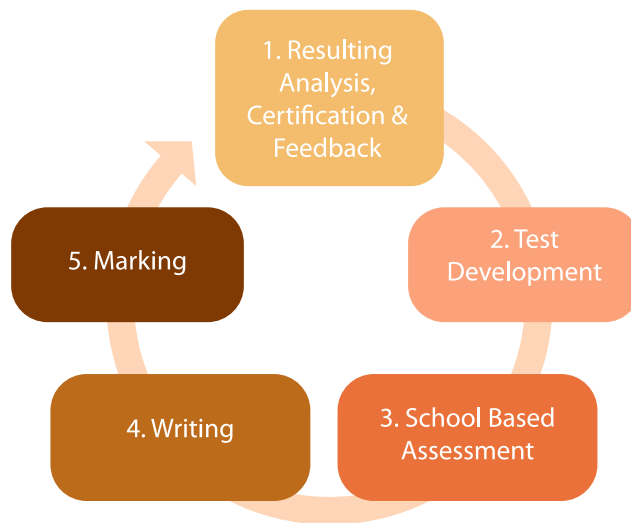 1. Resulting
Analysis,
Certification &
Feedback
2. Test
Development
3. School Based
Assessment
4. Writing
5. Marking